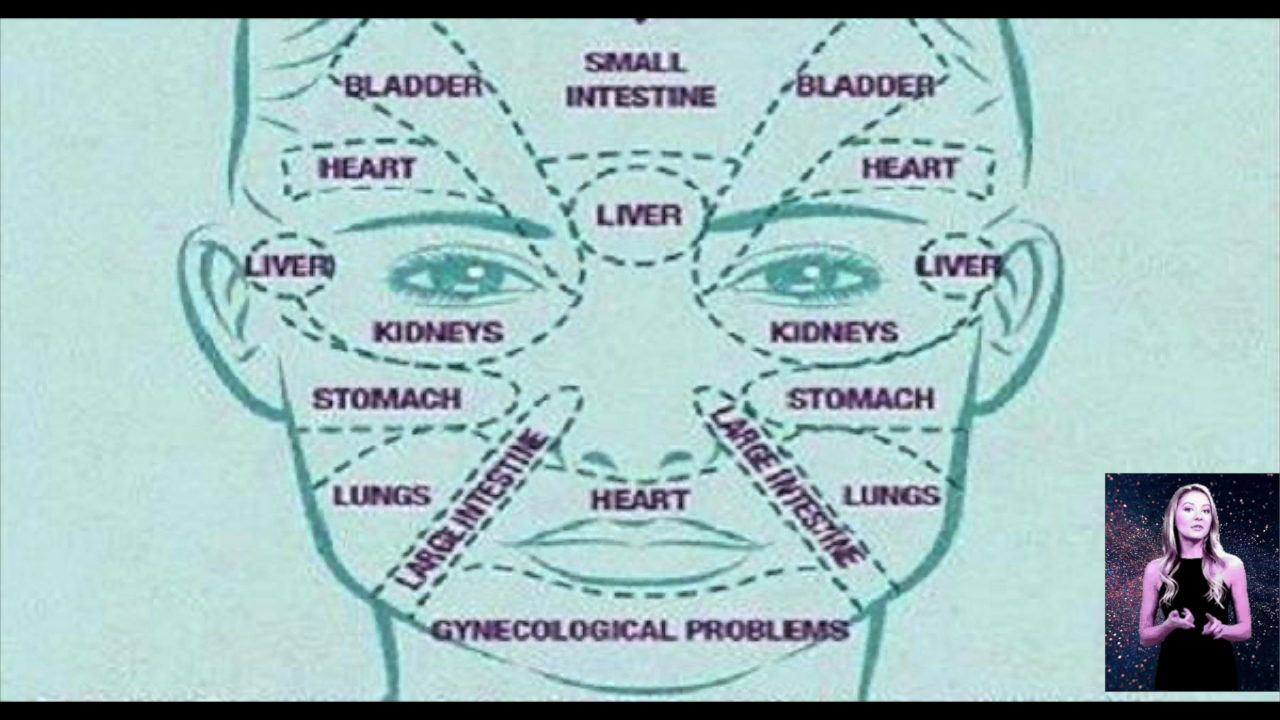 SMALL
INTESTINE
BLADDER
BLADDER
HEART
HEART
LIVER
LIVER
LIVER
KIDNEYS
KIDNEYS
STOMACH
STOMACH
LARGE INTESTINE
LARGE INTESTINE
LUNGS
HEART
LUNGS
GYNECOLOGICAL PROBLEMS